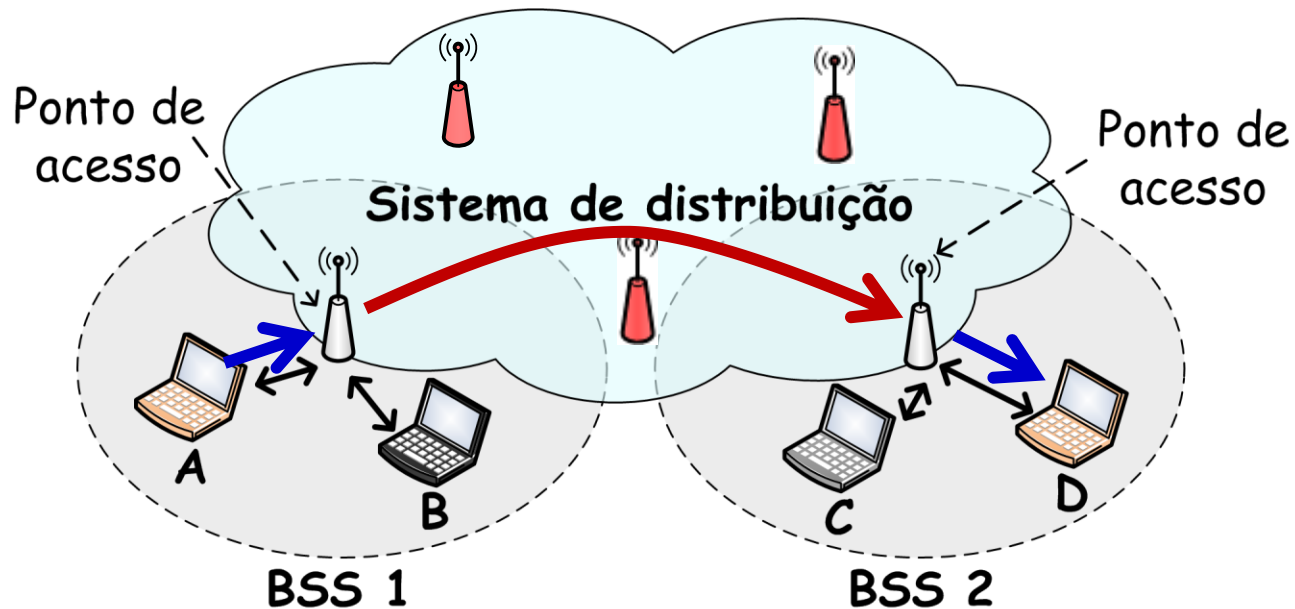 Ponto de
acesso
Ponto de
acesso
Sistema de distribuição
A
B
C
D
BSS 1
BSS 2